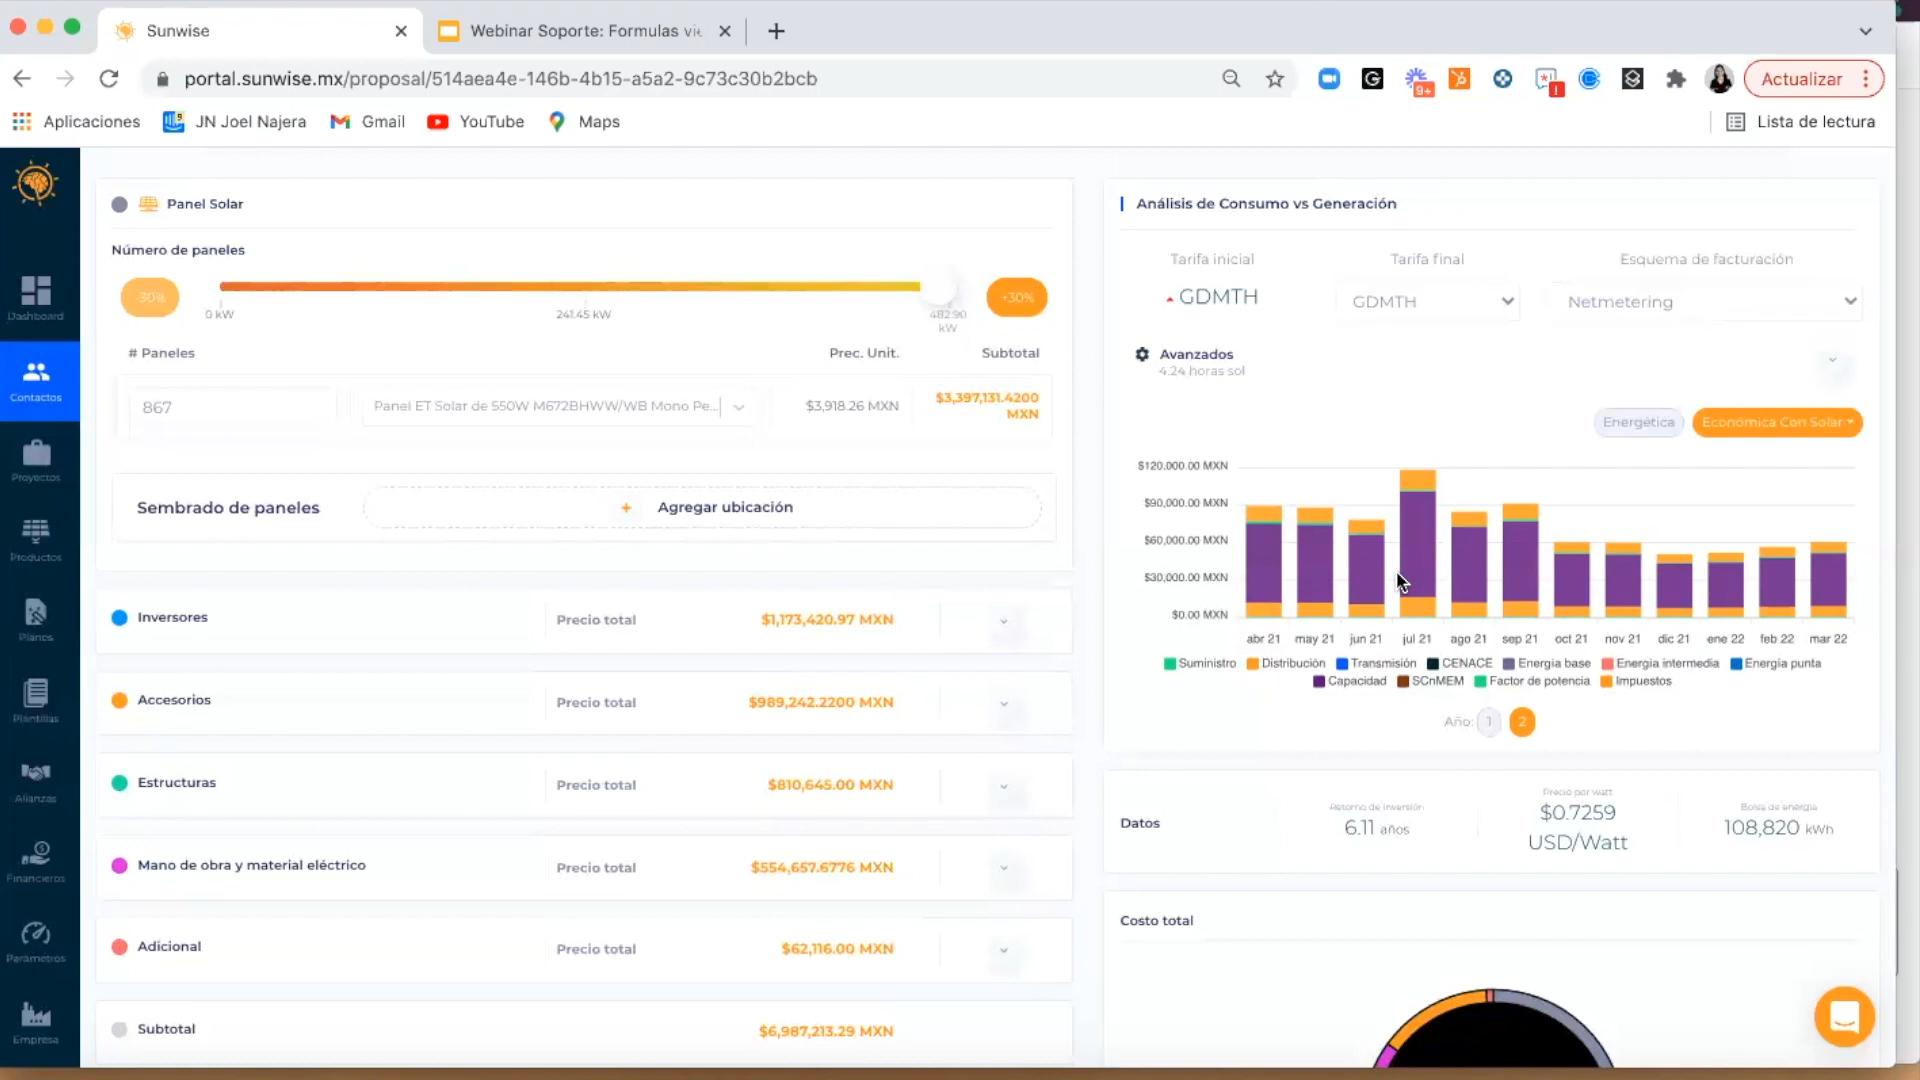 Sunwise
Webinar Soporte: Formulas vi
portal.sunwise.mx/proposal/514aea4e-146b-4b15-a5a2-9c73c30b2bcb
9+
Actualizar
Aplicaciones
JN Joel Najera
Gmail
YouTube
Maps
Lista de lectura
Dashboard
Contactos
Proyectos
Productos
Planos
Plantillas
Alianzas
Financieros
Parámetros
Empresa
Panel Solar
Número de paneles
-30%
+30%
0 kW
241.45 kW
482.90 kW
# Paneles
Prec. Unit.
Subtotal
867
Panel ET Solar de 550W M672BHWW/WB Mono Pe...
$3,918.26 MXN
$3,397,131.4200
MXN
Sembrado de paneles
+ Agregar ubicación
Inversores
Precio total
$1,173,420.97 MXN
Accesorios
Precio total
$989,242.2200 MXN
Estructuras
Precio total
$810,645.00 MXN
Mano de obra y material eléctrico
Precio total
$554,657.6776 MXN
Adicional
Precio total
$62,116.00 MXN
Subtotal
$6,987,213.29 MXN
Análisis de Consumo vs Generación
Tarifa inicial
Tarifa final
Esquema de facturación
GDMTH
GDMTH
Netmetering
Avanzados
4.24 horas sol
Energética
Económica Con Solar
$120,000.00 MXN
$90,000.00 MXN
$60,000.00 MXN
$30,000.00 MXN
$0.00 MXN
abr 21 may 21 jun 21 jul 21 ago 21 sep 21 oct 21 nov 21 dic 21 ene 22 feb 22 mar 22
Suministro Distribución Transmisión CENACE Energía base Energía intermedia Energía punta
Capacidad SCnMEM Factor de potencia Impuestos
Año: 1 2
Datos
Retorno de inversión
6.11 años
Precio por watt
$0.7259
USD/Watt
Bolsa de energía
108,820 kWh
Costo total